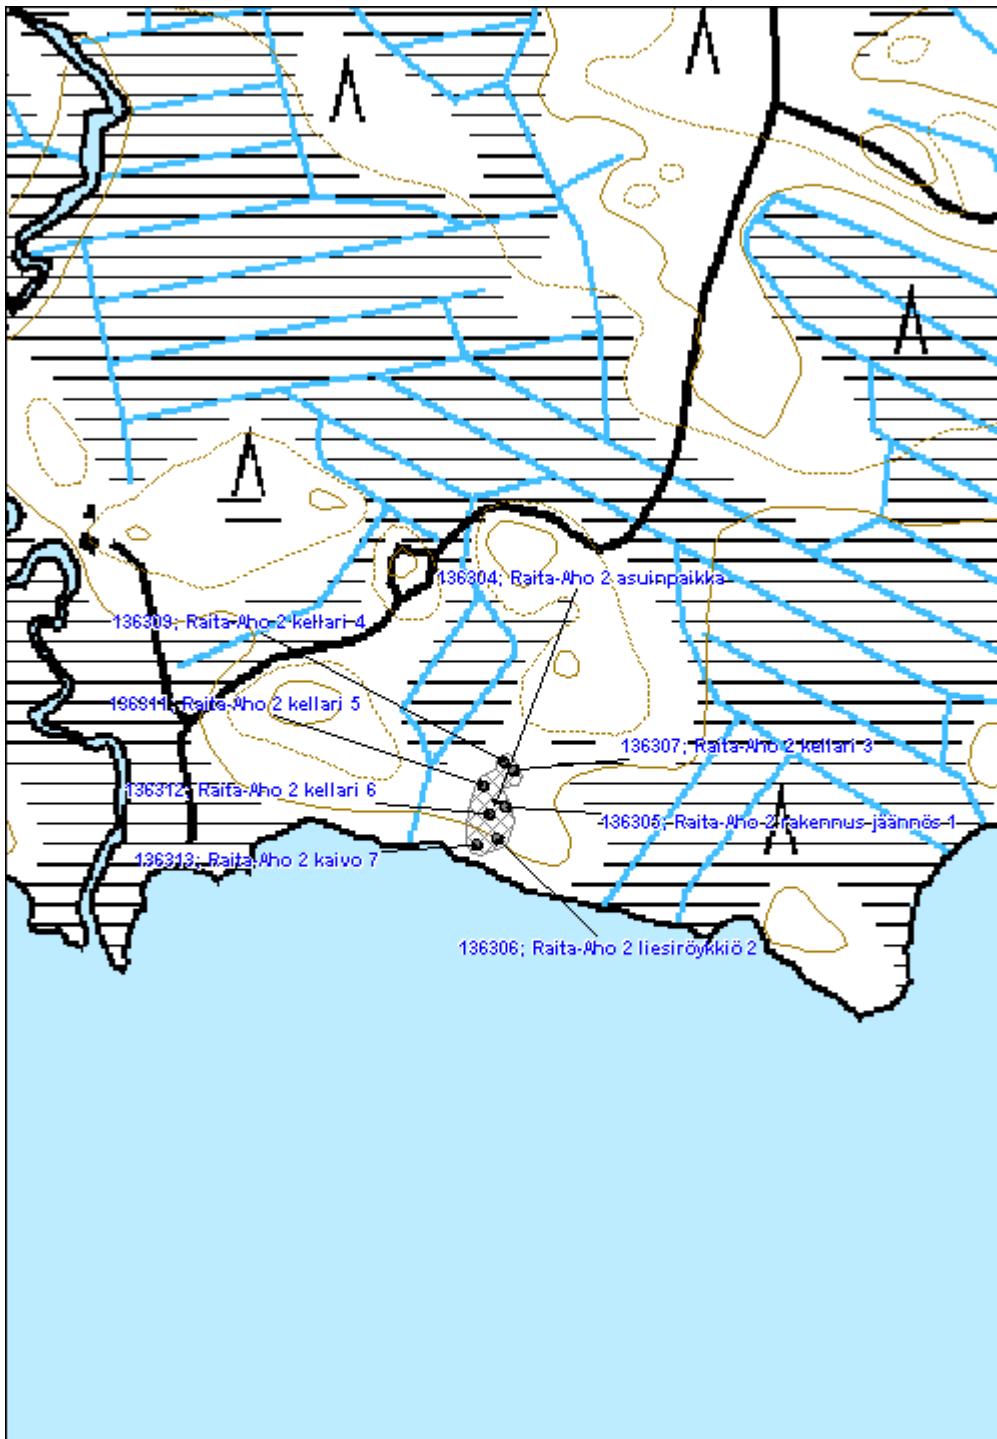 136304; Raita-Aho 2 asuinpaikka
136309; Raita-Aho 2 kellari 4
136311; Raita-Aho 2 kellari 5
136307; Raita-Aho 2 kellari 3
136312; Raita-Aho 2 kellari 6
136305; Raita-Aho 2 rakennus jäännös 1
136313; Raita-Aho 2 kaivo 7
136306; Raita-Aho 2 liesiröykkiö 2